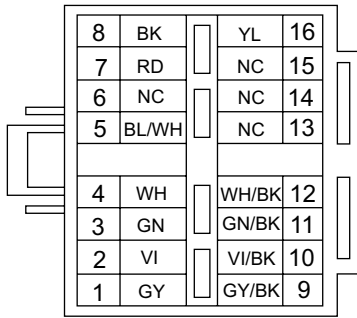 8 BK YL 16
7 RD NC 15
6 NC NC 14
5 BL/WH NC 13
4 WH WH/BK 12
3 GN GN/BK 11
2 VI VI/BK 10
1 GY GY/BK 9